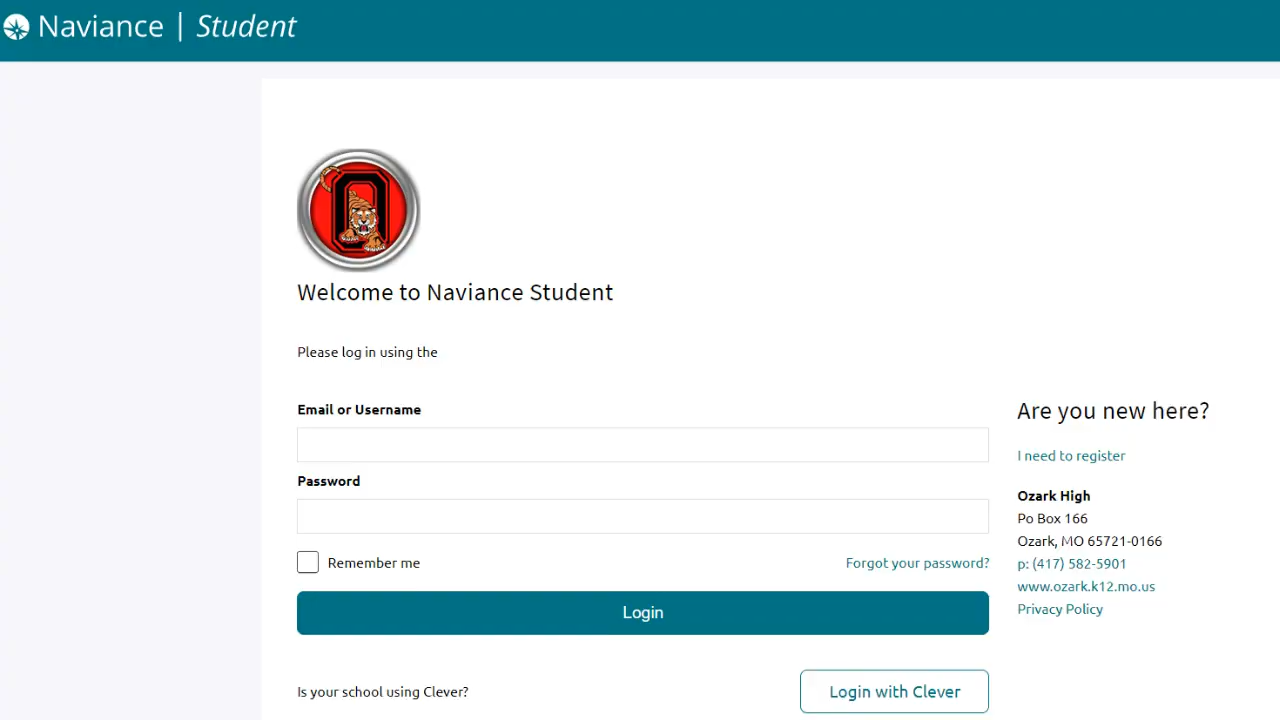 Naviance | Student
Welcome to Naviance Student
Please log in using the
Email or Username
Password
Remember me
Forgot your password?
Login
Is your school using Clever?
Login with Clever
Are you new here?
I need to register
Ozark High
Po Box 166
Ozark, MO 65721-0166
p: (417) 582-5901
www.ozark.k12.mo.us
Privacy Policy